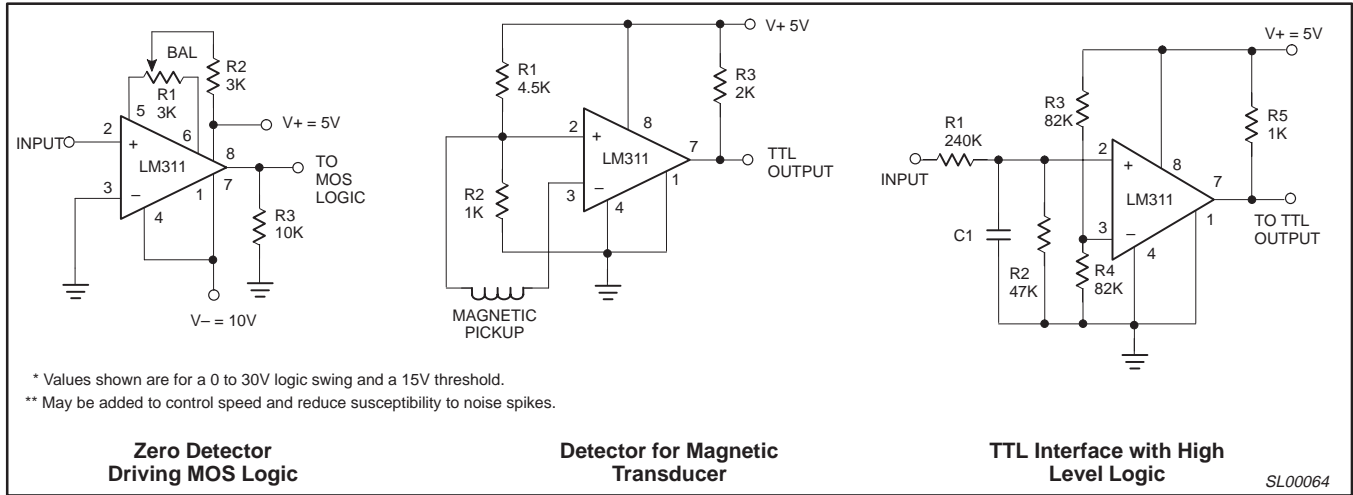 BAL
R1
3K
R2
3K
5
6
V+ = 5V
INPUT
2
+
LM311
8
7
TO
MOS
LOGIC
3
–
1
4
R3
10K
V– = 10V
V+ 5V
R1
4.5K
R3
2K
2
+
8
LM311
7
TTL
OUTPUT
R2
1K
3
–
1
4
MAGNETIC
PICKUP
V+ = 5V
R3
82K
R5
1K
R1
240K
INPUT
2
+
8
7
LM311
C1
3
–
1
TO TTL
OUTPUT
4
R2
47K
R4
82K
* Values shown are for a 0 to 30V logic swing and a 15V threshold.
** May be added to control speed and reduce susceptibility to noise spikes.
Zero Detector
Driving MOS Logic
Detector for Magnetic
Transducer
TTL Interface with High
Level Logic
SL00064